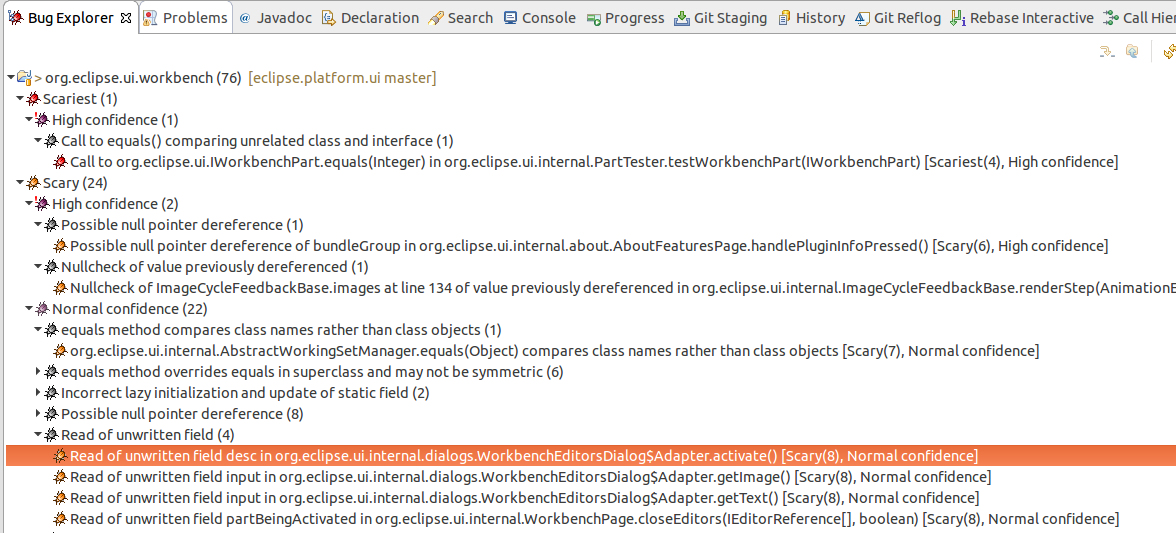 Bug Explorer Problems Javadoc Declaration Search Console Progress Git Staging History Git Reflog Rebase Interactive Call Hier
> org.eclipse.ui.workbench (76) [eclipse.platform.ui master]
Scariest (1)
High confidence (1)
Call to equals() comparing unrelated class and interface (1)
Call to org.eclipse.ui.IWorkbenchPart.equals(Integer) in org.eclipse.ui.internal.PartTester.testWorkbenchPart(IWorkbenchPart) [Scariest(4), High confidence]
Scary (24)
High confidence (2)
Possible null pointer dereference (1)
Possible null pointer dereference of bundleGroup in org.eclipse.ui.internal.about.AboutFeaturesPage.handlePluginInfoPressed() [Scary(6), High confidence]
Nullcheck of value previously dereferenced (1)
Nullcheck of ImageCycleFeedbackBase.images at line 134 of value previously dereferenced in org.eclipse.ui.internal.ImageCycleFeedbackBase.renderStep(AnimationE
Normal confidence (22)
equals method compares class names rather than class objects (1)
org.eclipse.ui.internal.AbstractWorkingSetManager.equals(Object) compares class names rather than class objects [Scary(7), Normal confidence]
equals method overrides equals in superclass and may not be symmetric (6)
Incorrect lazy initialization and update of static field (2)
Possible null pointer dereference (8)
Read of unwritten field (4)
Read of unwritten field desc in org.eclipse.ui.internal.dialogs.WorkbenchEditorsDialog$Adapter.activate() [Scary(8), Normal confidence]
Read of unwritten field input in org.eclipse.ui.internal.dialogs.WorkbenchEditorsDialog$Adapter.getImage() [Scary(8), Normal confidence]
Read of unwritten field input in org.eclipse.ui.internal.dialogs.WorkbenchEditorsDialog$Adapter.getText() [Scary(8), Normal confidence]
Read of unwritten field partBeingActivated in org.eclipse.ui.internal.WorkbenchPage.closeEditors(IEditorReference[], boolean) [Scary(8), Normal confidence]